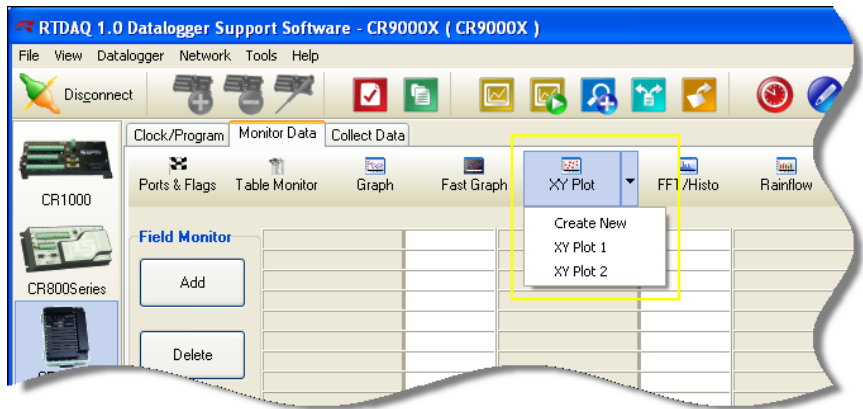 RTDAQ 1.0 Datalogger Support Software - CR9000X ( CR9000X )
File View Datalogger Network Tools Help
Disconnect
Clock/Program Monitor Data Collect Data
Ports & Flags Table Monitor Graph Fast Graph XY Plot FFT/Histo Rainflow
CR1000
Create New
Field Monitor
XY Plot 1
XY Plot 2
Add
CR800Series
Delete